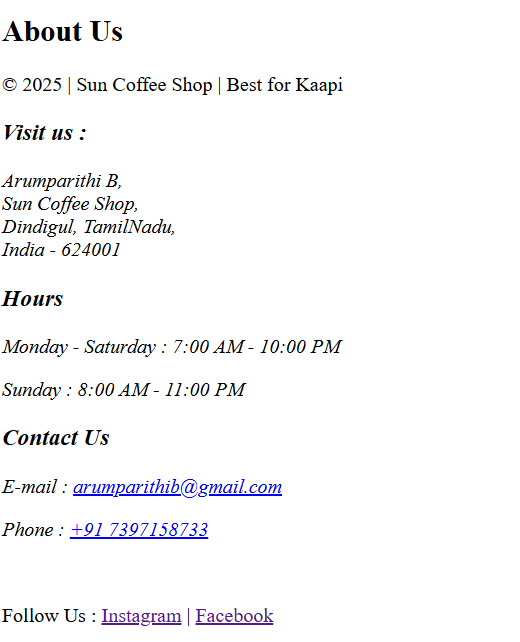 About Us
© 2025 | Sun Coffee Shop | Best for Kaapi
Visit us :
Arumparithi B,
Sun Coffee Shop,
Dindigul, TamilNadu,
India - 624001
Hours
Monday - Saturday : 7:00 AM - 10:00 PM
Sunday : 8:00 AM - 11:00 PM
Contact Us
E-mail : arumparithib@gmail.com
Phone : +91 7397158733
Follow Us : Instagram | Facebook